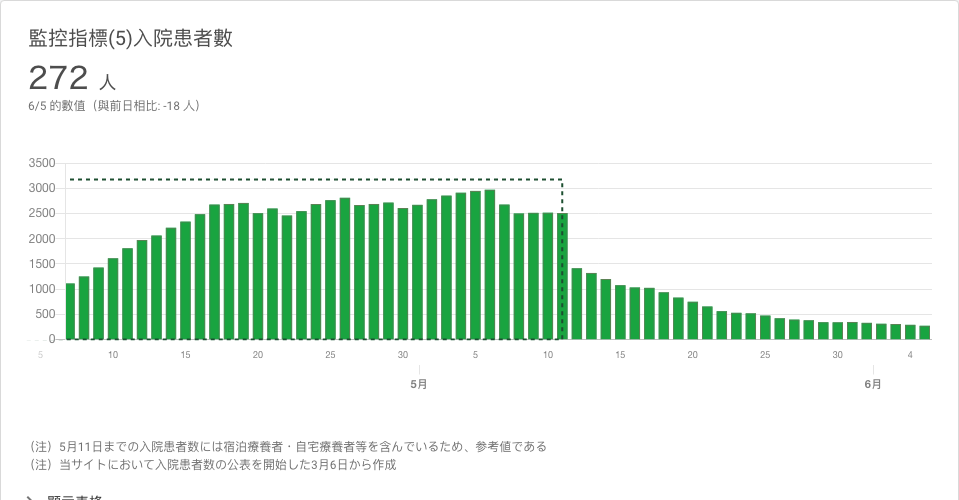 監控指標(5)入院患者數
272 人
6/5 的數值（與前日相比: -18 人）
3500
3000
2500
2000
1500
1000
500
0
5 10 15 20 25 30 5 10 15 20 25 30 4
5月 6月
（注）5月11日までの入院患者数には宿泊療養者・自宅療養者等を含んでいるため、参考値である
（注）当サイトにおいて入院患者数の公表を開始した3月6日から作成